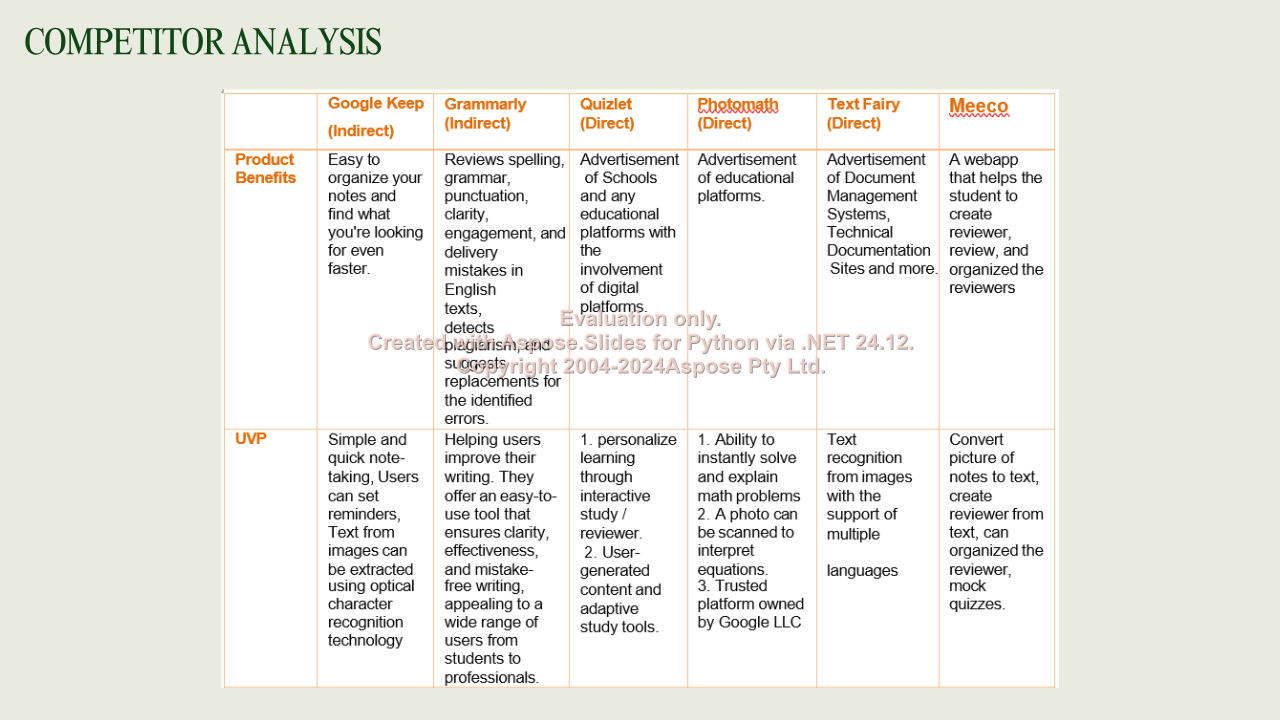 COMPETITOR ANALYSIS
Google Keep
(Indirect)
Grammarly
(Indirect)
Quizlet
(Direct)
Photomath
(Direct)
Text Fairy
(Direct)
Meeco
Product
Benefits
Easy to
organize your
notes and
find what
you're looking
for even
faster.
Reviews spelling,
grammar,
punctuation,
clarity,
engagement, and
delivery
mistakes in
English
texts,
detects
plagiarism, and
suggests
replacements for
the identified
errors.
Advertisement
of Schools
and any
educational
platforms with
the
involvement
of digital
platforms.
Advertisement
of educational
platforms.
Advertisement
of Document
Management
Systems,
Technical
Documentation
Sites and more.
A webapp
that helps the
student to
create
reviewer,
review, and
organized the
reviewers
Evaluation only.
Created with Aspose.Slides for Python via .NET 24.12.
©opyright 2004-2024Aspose Pty Ltd.
UVP
Simple and
quick note-
taking, Users
can set
reminders,
Text from
images can
be extracted
using optical
character
recognition
technology
Helping users
improve their
writing. They
offer an easy-to-
use tool that
ensures clarity,
effectiveness,
and mistake-
free writing,
appealing to a
wide range of
users from
students to
professionals.
1. personalize
learning
through
interactive
study /
reviewer.
2. User-
generated
content and
adaptive
study tools.
1. Ability to
instantly solve
and explain
math problems
2. A photo can
be scanned to
interpret
equations.
3. Trusted
platform owned
by Google LLC
Text
recognition
from images
with the
support of
multiple
languages
Convert
picture of
notes to text,
create
reviewer from
text, can
organized the
reviewer,
mock
quizzes.